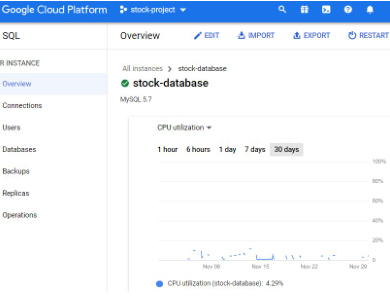 Google Cloud Platform
stock-project
SQL
Overview
EDIT
IMPORT
EXPORT
RESTART
R INSTANCE
Overview
Connections
Users
Databases
Backups
Replicas
Operations
All instances > stock-database
stock-database
MySQL 5.7
CPU utilization
1 hour 6 hours 1 day 7 days 30 days
100%
80%
60%
40%
20%
0
Nov 08 Nov 15 Nov 22 Nov 29
CPU utilization (stock-database): 4.29%